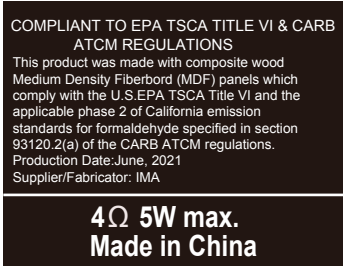 COMPLIANT TO EPA TSCA TITLE VI & CARB
ATCM REGULATIONS
This product was made with composite wood
Medium Density Fiberbord (MDF) panels which
comply with the U.S.EPA TSCA Title VI and the
applicable phase 2 of California emission
standards for formaldehyde specified in section
93120.2(a) of the CARB ATCM regulations.
Production Date:June, 2021
Supplier/Fabricator: IMA
4Ω 5W max.
Made in China